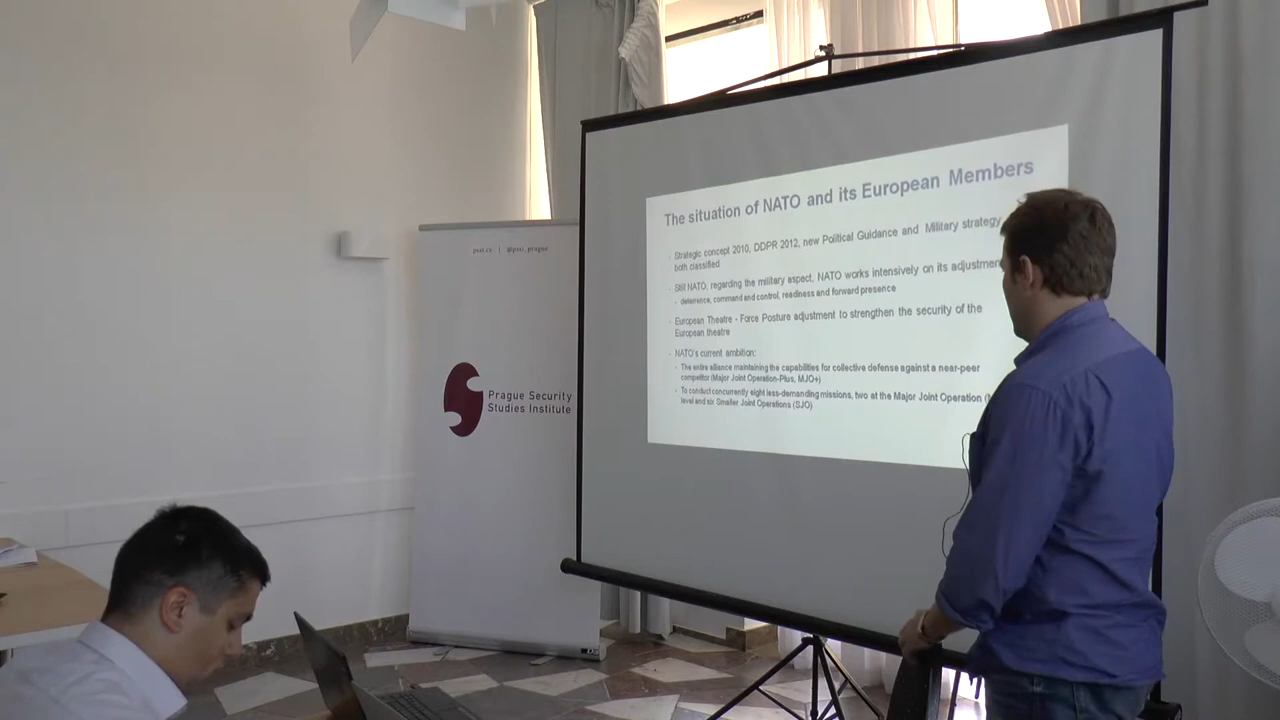 pssi.cz | @pssi_prague
Prague Security
Studies Institute
The situation of NATO and its European Members
Strategic concept 2010, DDPR 2012, new Political Guidance and Military strategy
both classified
Still NATO, regarding the military aspect, NATO works intensively on its adjustmen
deterrence, command and control, readiness and forward presence
European Theatre - Force Posture adjustment to strengthen the security of the
European theatre
NATO's current ambition:
The entire alliance maintaining the capabilities for collective defense against a near-peer
competitor (Major Joint Operation-Plus, MJO+)
To conduct concurrently eight less-demanding missions, two at the Major Joint Operation (
level and six Smaller Joint Operations (SJO)